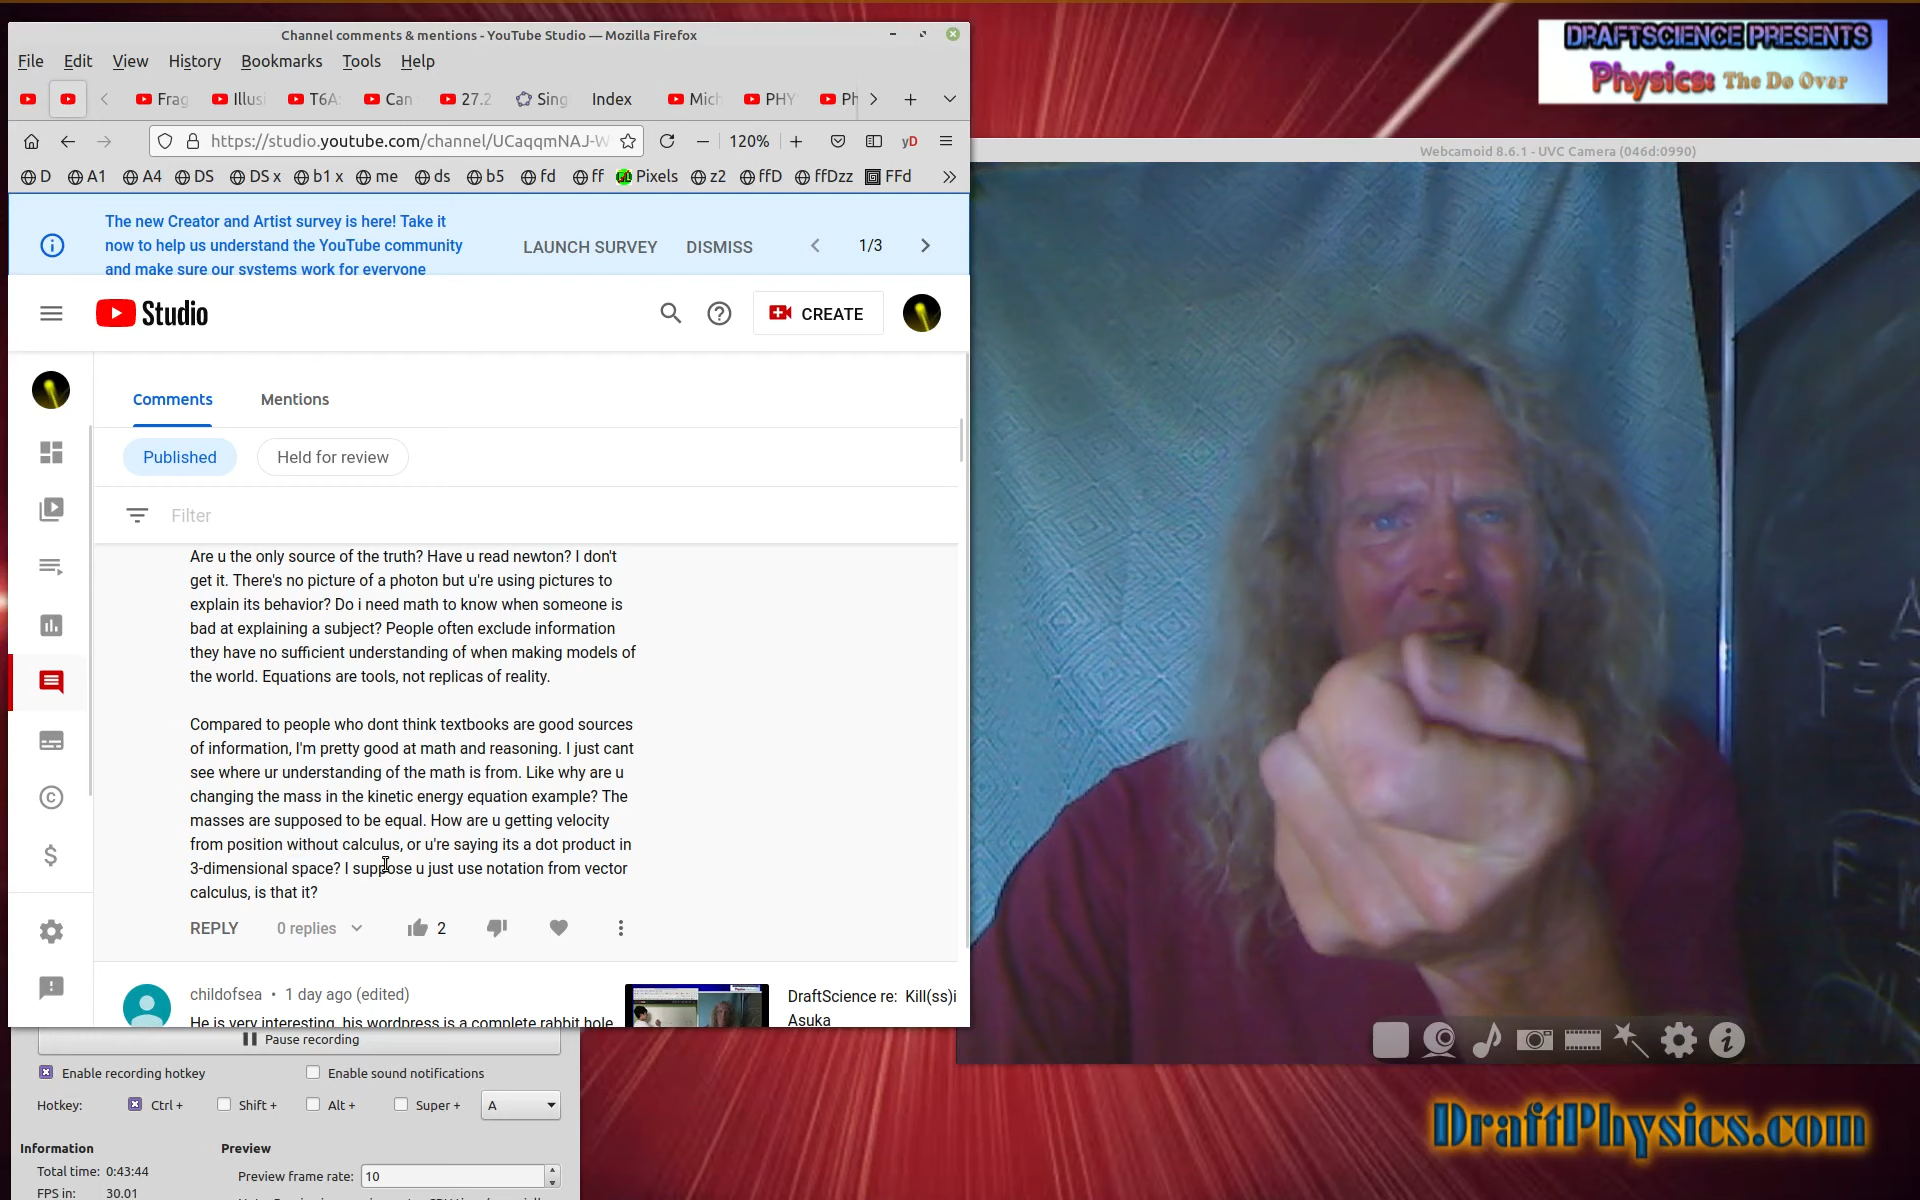 Channel comments & mentions - YouTube Studio — Mozilla Firefox
File Edit View History Bookmarks Tools Help
Frag Illusi T6A: Can 27.2 Sing Index Mich PHY Ph
https://studio.youtube.com/channel/UCaqqmNAJ-W 120% yD
D A1 A4 DS DS x b1 x me ds b5 fd ff Pixels z2 ffD ffDzz FFd
The new Creator and Artist survey is here! Take it
now to help us understand the YouTube community
and make sure our systems work for everyone
LAUNCH SURVEY DISMISS 1/3
Studio CREATE
Comments Mentions
Published Held for review
Filter
Are u the only source of the truth? Have u read newton? I don't
get it. There's no picture of a photon but u're using pictures to
explain its behavior? Do i need math to know when someone is
bad at explaining a subject? People often exclude information
they have no sufficient understanding of when making models of
the world. Equations are tools, not replicas of reality.
Compared to people who dont think textbooks are good sources
of information, I'm pretty good at math and reasoning. I just cant
see where ur understanding of the math is from. Like why are u
changing the mass in the kinetic energy equation example? The
masses are supposed to be equal. How are u getting velocity
from position without calculus, or u're saying its a dot product in
3-dimensional space? I suppose u just use notation from vector
calculus, is that it?
REPLY 0 replies 2
childofsea • 1 day ago (edited)
He is very interesting, his wordpress is a complete rabbit hole
DraftScience re: Kill(ss)i
Asuka
Pause recording
Enable recording hotkey Enable sound notifications
Hotkey: Ctrl + Shift + Alt + Super + A
Information Preview
Total time: 0:43:44
Preview frame rate: 10
FPS in: 30.01
DRAFTSCIENCE PRESENTS
Physics: The Do Over
Webcamoid 8.6.1 - UVC Camera (046d:0990)
DraftPhysics.com